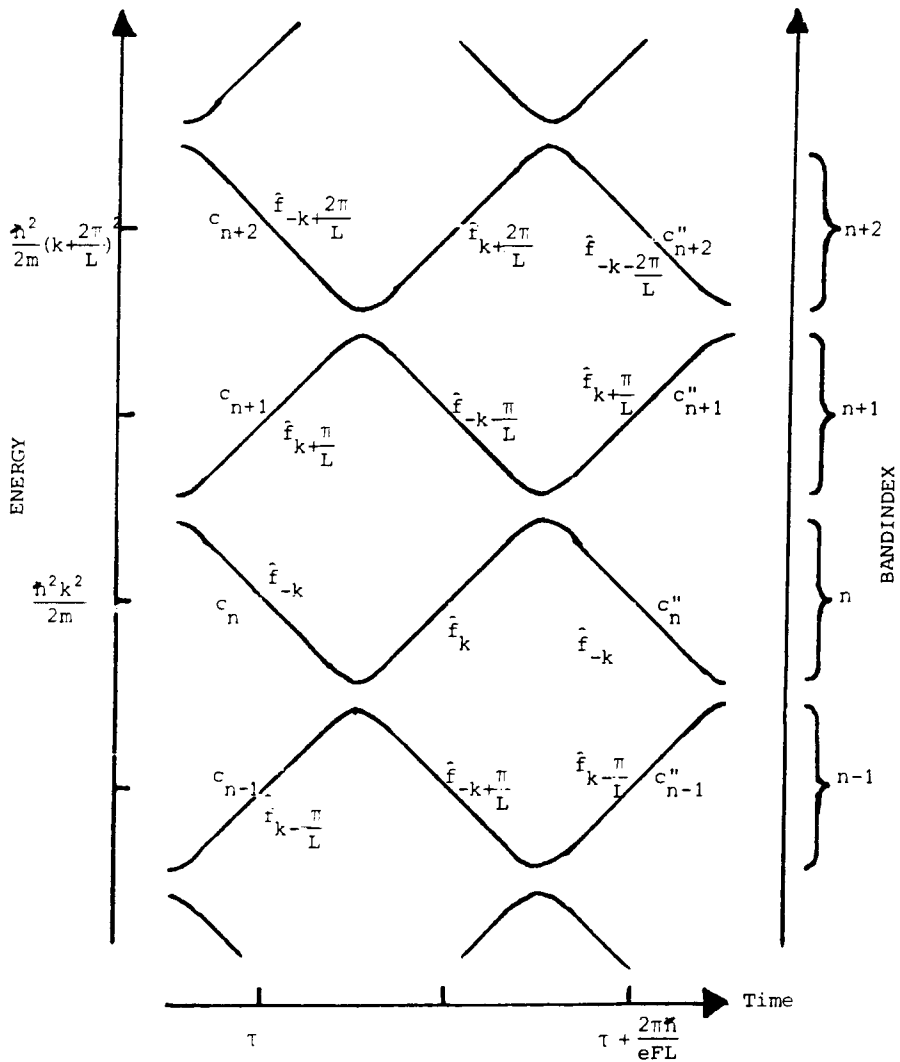 ENERGY
BANDINDEX
ħ²/2m (k+2π/L)²
ħ²k²/2m
c_{n+2}
f̂_{-k+2π/L}
f̂_{k+2π/L}
f̂_{-k-2π/L}
c"_{n+2}
n+2
c_{n+1}
f̂_{k+π/L}
f̂_{-k-π/L}
f̂_{k+π/L}
c"_{n+1}
n+1
c_n
f̂_{-k}
f̂_k
f̂_{-k}
c"_n
n
c_{n-1}
f̂_{k-π/L}
f̂_{-k+π/L}
f̂_{k-π/L}
c"_{n-1}
n-1
Time
τ
τ + 2πħ/eFL